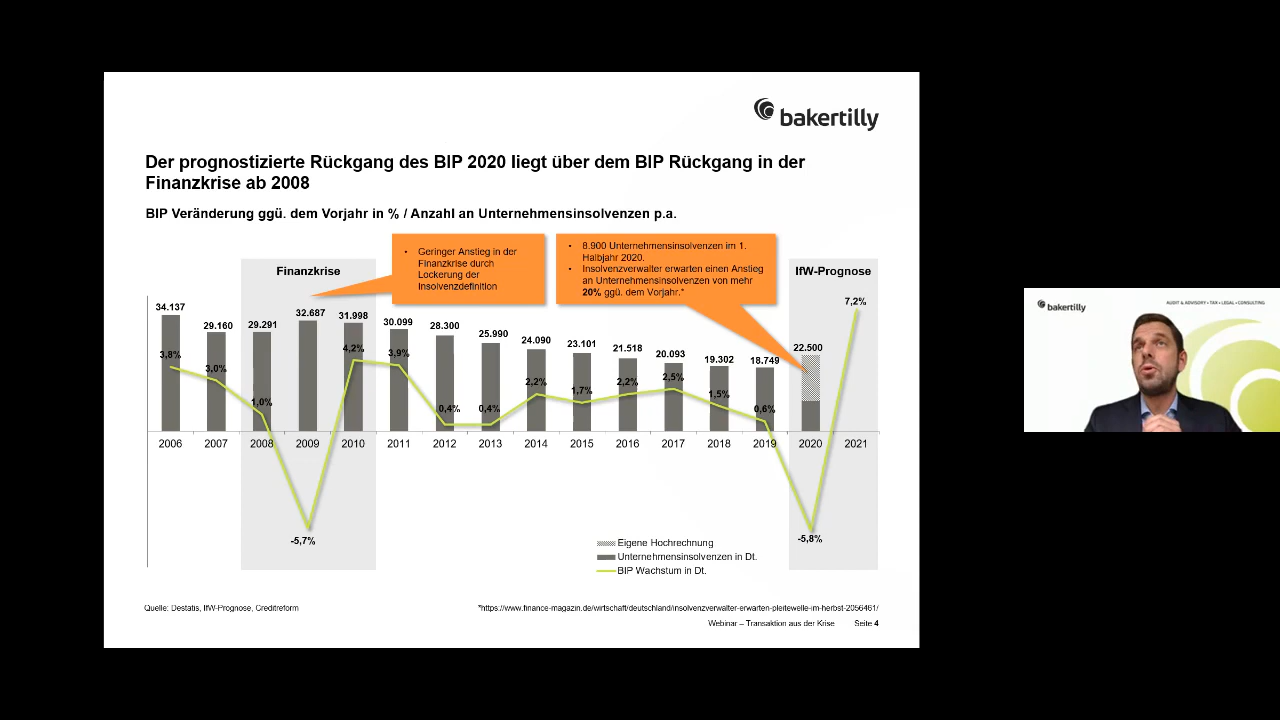 bakertilly
Der prognostizierte Rückgang des BIP 2020 liegt über dem BIP Rückgang in der
Finanzkrise ab 2008
BIP Veränderung ggü. dem Vorjahr in % / Anzahl an Unternehmensinsolvenzen p.a.
• Geringer Anstieg in der
Finanzkrise durch
Lockerung der
Insolvenzdefinition
• 8.900 Unternehmensinsolvenzen im 1.
Halbjahr 2020.
• Insolvenzverwalter erwarten einen Anstieg
an Unternehmensinsolvenzen von mehr
20% ggü. dem Vorjahr.*
Finanzkrise
IfW-Prognose
34.137 29.160 29.291 32.687 31.998 30.099 28.300 25.990 24.090 23.101 21.518 20.093 19.302 18.749 22.500
3,8% 3,0% 1,0% -5,7% 4,2% 3,9% 0,4% 0,4% 2,2% 1,7% 2,2% 2,5% 1,5% 0,6% -5,8% 7,2%
2006 2007 2008 2009 2010 2011 2012 2013 2014 2015 2016 2017 2018 2019 2020 2021
Eigene Hochrechnung
Unternehmensinsolvenzen in Dt.
BIP Wachstum in Dt.
Quelle: Destatis, IfW-Prognose, Creditreform
*https://www.finance-magazin.de/wirtschaft/deutschland/insolvenzverwalter-erwarten-pleitewelle-im-herbst-2056461/
Webinar – Transaktion aus der Krise Seite 4
bakertilly
AUDIT & ADVISORY • TAX • LEGAL • CONSULTING